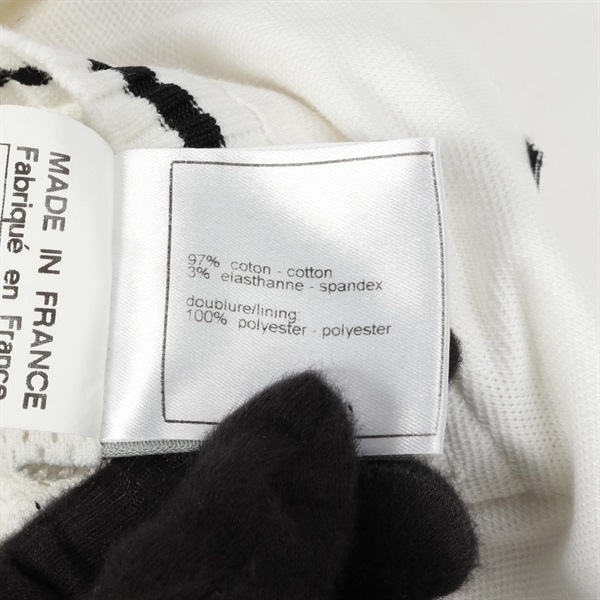 MADE IN FRANCE
Fabriqué en France
97% coton - cotton
3% elasthanne - spandex
doublure/lining:
100% polyester - polyester